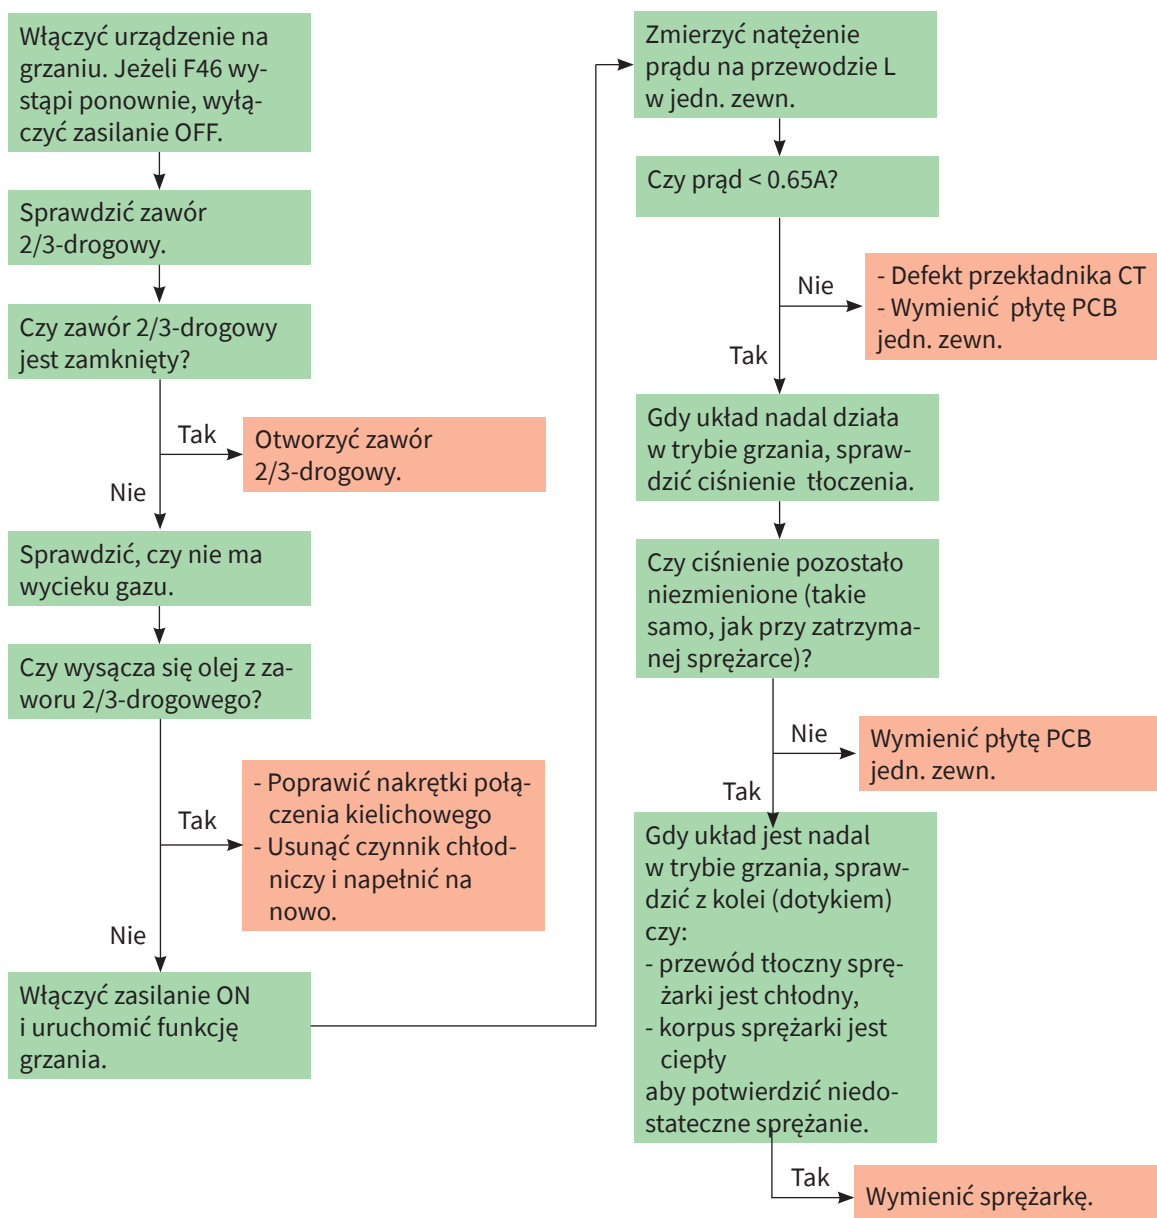 Włączyć urządzenie na
grzaniu. Jeżeli F46 wy-
stąpi ponownie, wyłą-
czyć zasilanie OFF.
Sprawdzić zawór
2/3-drogowy.
Czy zawór 2/3-drogowy
jest zamknięty?
Tak
Otworzyć zawór
2/3-drogowy.
Nie
Sprawdzić, czy nie ma
wycieku gazu.
Czy wysącza się olej z za-
woru 2/3-drogowego?
Tak
- Poprawić nakrętki połą-
czenia kielichowego
- Usunąć czynnik chłod-
niczy i napełnić na
nowo.
Nie
Włączyć zasilanie ON
i uruchomić funkcję
grzania.
Zmierzyć natężenie
prądu na przewodzie L
w jedn. zewn.
Czy prąd < 0.65A?
Nie
- Defekt przekładnika CT
- Wymienić płytę PCB
jedn. zewn.
Tak
Gdy układ nadal działa
w trybie grzania, spraw-
dzić ciśnienie tłoczenia.
Czy ciśnienie pozostało
niezmienione (takie
samo, jak przy zatrzyma-
nej sprężarce)?
Nie
Wymienić płytę PCB
jedn. zewn.
Tak
Gdy układ jest nadal
w trybie grzania, spraw-
dzić z kolei (dotykiem)
czy:
- przewód tłoczny sprę-
żarki jest chłodny,
- korpus sprężarki jest
ciepły
aby potwierdzić niedo-
stateczne sprężanie.
Tak
Wymienić sprężarkę.